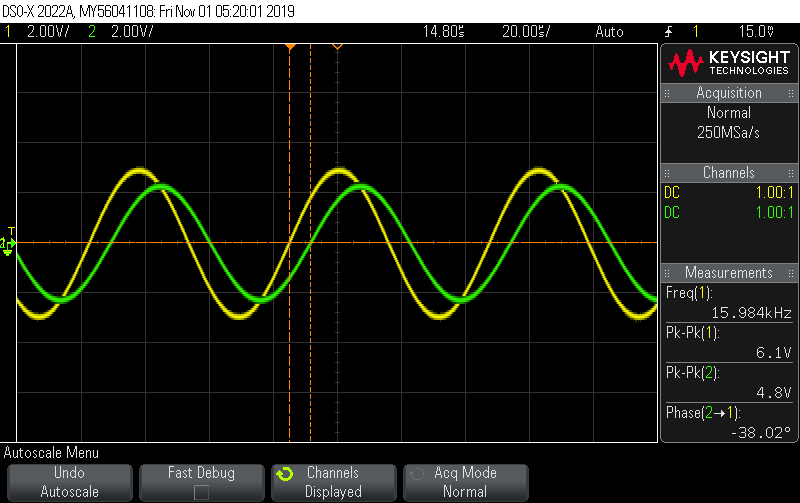 DSO-X 2022A, MY56041108: Fri Nov 01 05:20:01 2019
1 2.00V/ 2 2.00V/ 14.80µs 20.00µs/ Auto 1 15.0V
KEYSIGHT
TECHNOLOGIES
Acquisition
Normal
250MSa/s
Channels
DC 1.00:1
DC 1.00:1
Measurements
Freq(1):
15.984kHz
Pk-Pk(1):
6.1V
Pk-Pk(2):
4.8V
Phase(2→1):
-38.02°
T
Autoscale Menu
Undo
Autoscale
Fast Debug
Channels
Displayed
Acq Mode
Normal